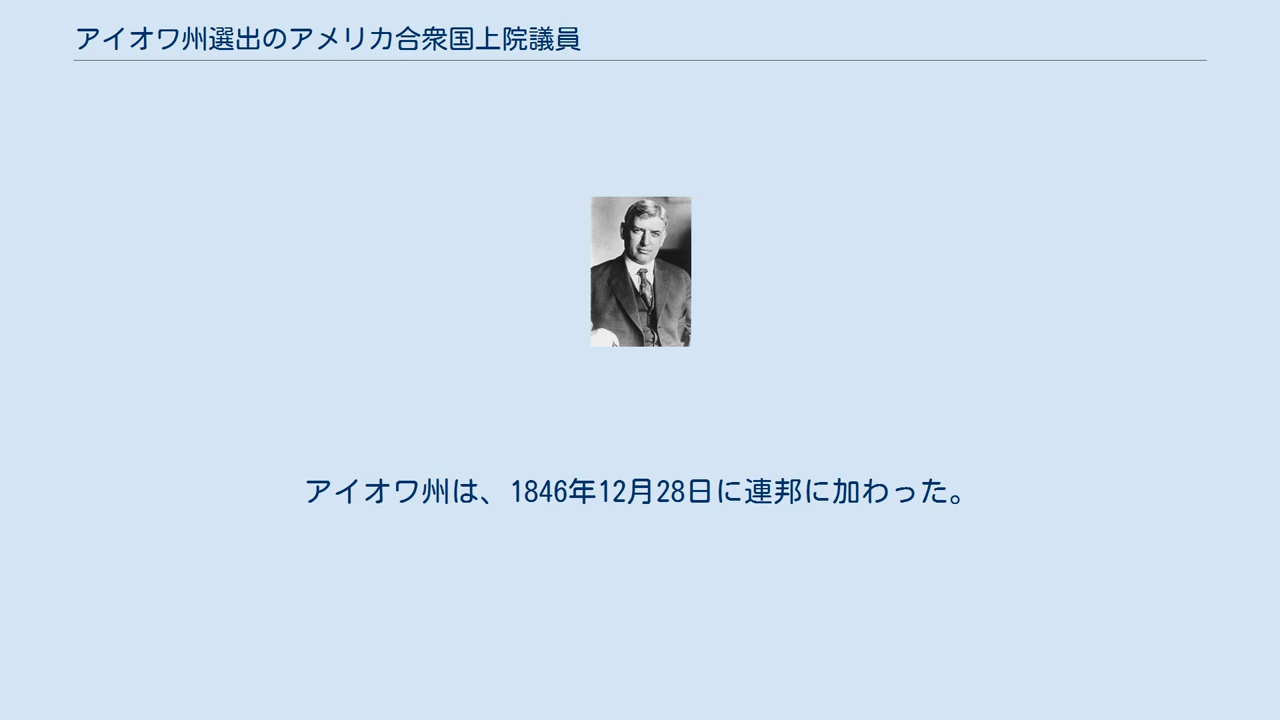 アイオワ州選出のアメリカ合衆国上院議員
アイオワ州は、1846年12月28日に連邦に加わった。